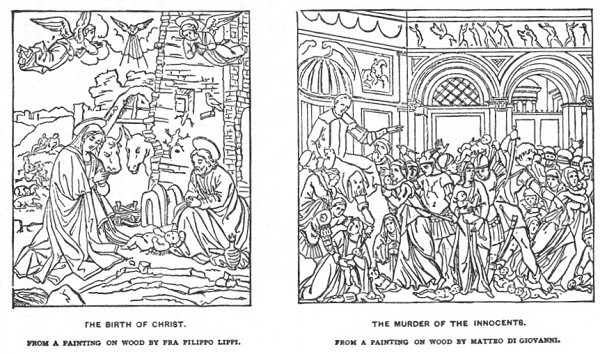 THE BIRTH OF CHRIST.
FROM A PAINTING ON WOOD BY FRA FILIPPO LIPPI.
THE MURDER OF THE INNOCENTS.
FROM A PAINTING ON WOOD BY MATTEO DI GIOVANNI.